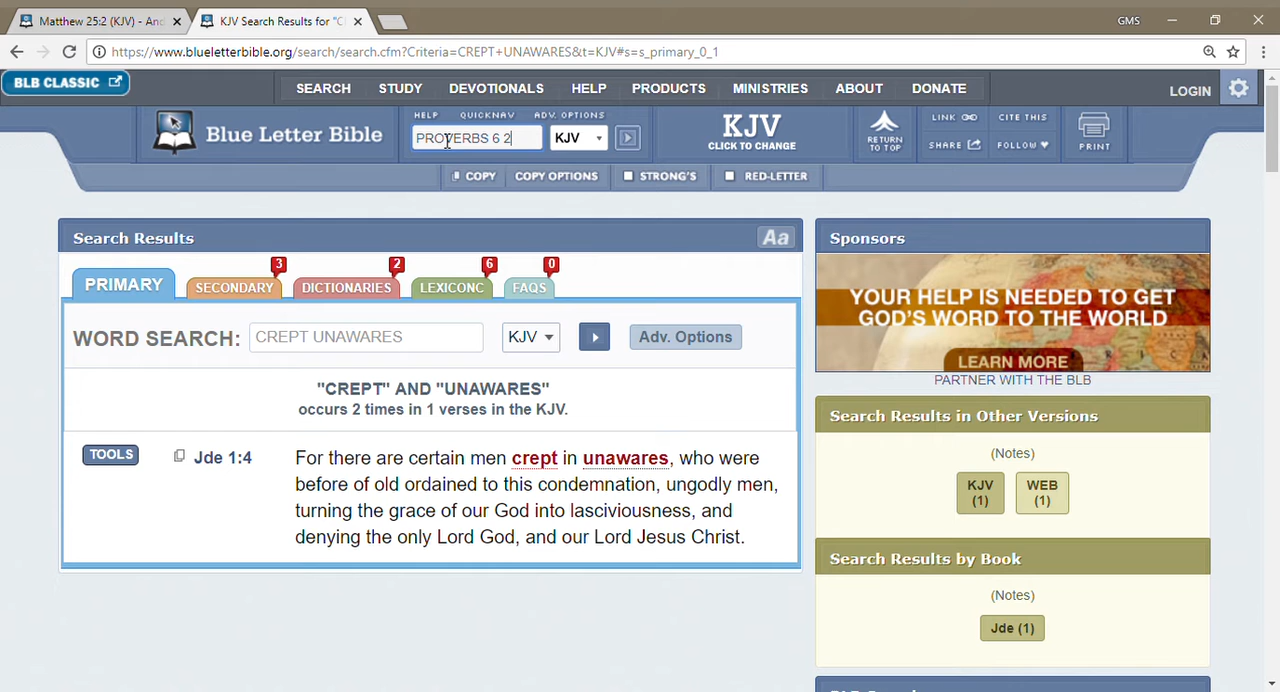 Matthew 25:2 (KJV) - And
KJV Search Results for "C
GMS
https://www.blueletterbible.org/search/search.cfm?Criteria=CREPT+UNAWARES&t=KJV#s=s_primary_0_1
BLB CLASSIC
SEARCH STUDY DEVOTIONALS HELP PRODUCTS MINISTRIES ABOUT DONATE LOGIN
Blue Letter Bible
HELP QUICKNAV ADV. OPTIONS
PROVERBS 6 2 KJV
KJV
CLICK TO CHANGE
RETURN
TO TOP
LINK CITE THIS
SHARE FOLLOW
PRINT
COPY COPY OPTIONS STRONG'S RED-LETTER
Search Results Aa
3 2 6 0
PRIMARY SECONDARY DICTIONARIES LEXICONC FAQS
WORD SEARCH: CREPT UNAWARES KJV Adv. Options
"CREPT" AND "UNAWARES"
occurs 2 times in 1 verses in the KJV.
TOOLS Jde 1:4 For there are certain men crept in unawares, who were
before of old ordained to this condemnation, ungodly men,
turning the grace of our God into lasciviousness, and
denying the only Lord God, and our Lord Jesus Christ.
Sponsors
YOUR HELP IS NEEDED TO GET
GOD'S WORD TO THE WORLD
LEARN MORE
PARTNER WITH THE BLB
Search Results in Other Versions
(Notes)
KJV WEB
(1) (1)
Search Results by Book
(Notes)
Jde (1)